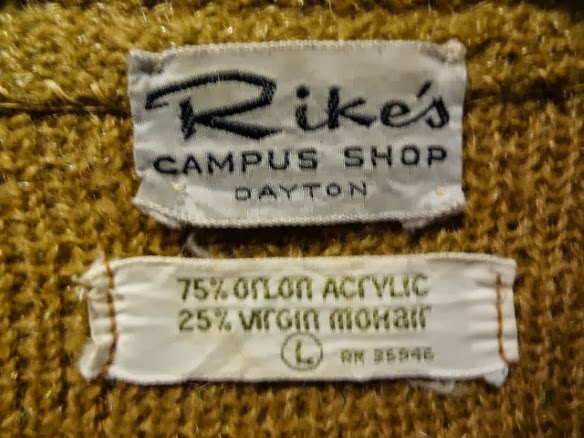 Rike's
CAMPUS SHOP
DAYTON
75% ORLON ACRYLIC
25% VIRGIN MOHAIR
L RN 35946